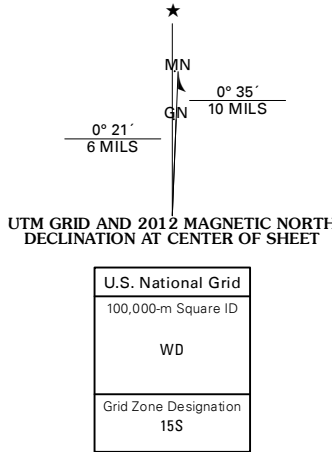 ★
MN
0° 35´
10 MILS
GN
0° 21´
6 MILS
UTM GRID AND 2012 MAGNETIC NORTH
DECLINATION AT CENTER OF SHEET
U.S. National Grid
100,000-m Square ID
WD
Grid Zone Designation
15S